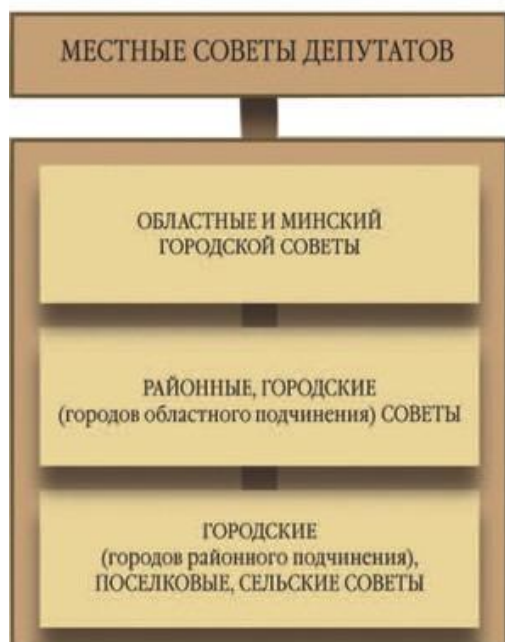 МЕСТНЫЕ СОВЕТЫ ДЕПУТАТОВ
ОБЛАСТНЫЕ И МИНСКИЙ
ГОРОДСКОЙ СОВЕТЫ
РАЙОННЫЕ, ГОРОДСКИЕ
(городов областного подчинения) СОВЕТЫ
ГОРОДСКИЕ
(городов районного подчинения),
ПОСЕЛКОВЫЕ, СЕЛЬСКИЕ СОВЕТЫ